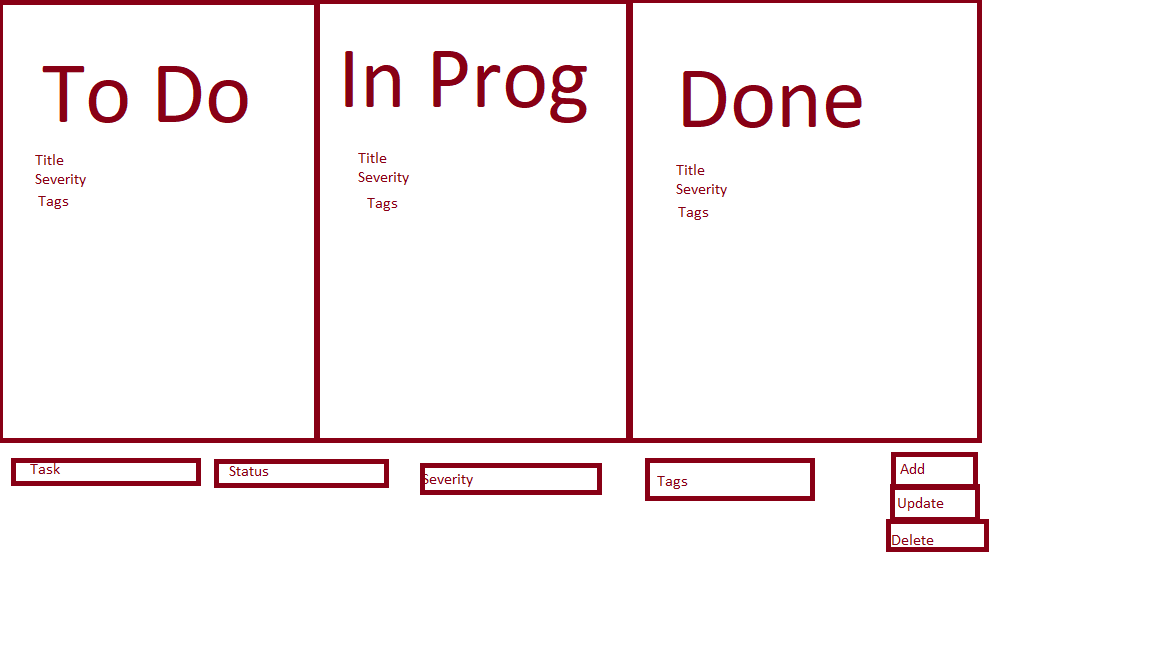 To Do
Title
Severity
Tags
In Prog
Title
Severity
Tags
Done
Title
Severity
Tags
Task
Status
Severity
Tags
Add
Update
Delete